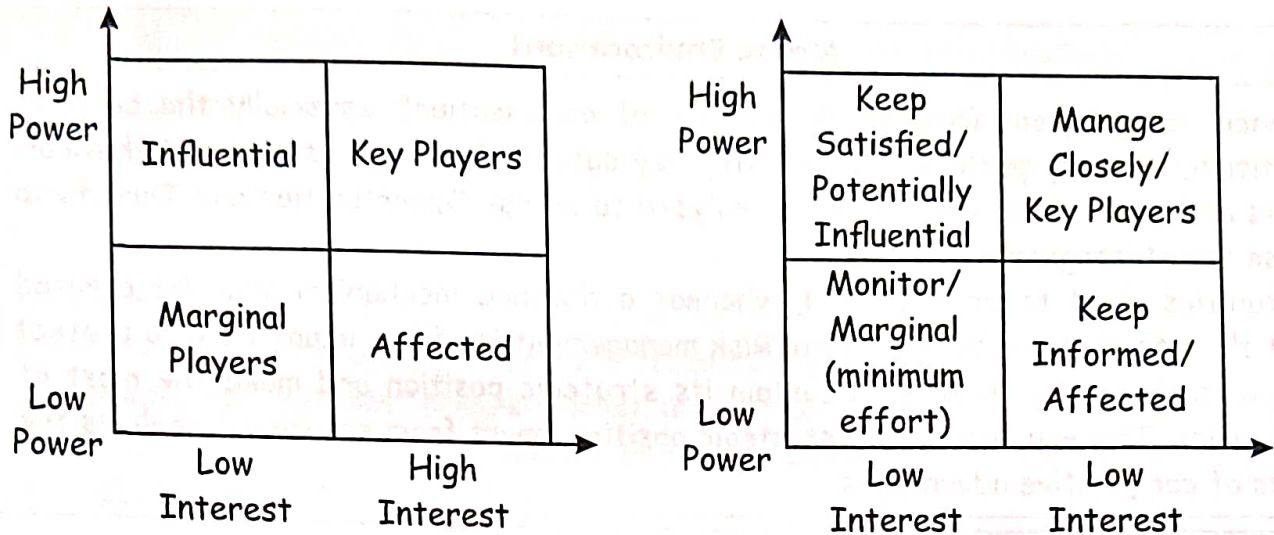 High
Power
Influential
Key Players
Marginal
Players
Affected
Low
Power
Low
Interest
High
Interest
High
Power
Keep
Satisfied/
Potentially
Influential
Manage
Closely/
Key Players
Monitor/
Marginal
(minimum
effort)
Keep
Informed/
Affected
Low
Power
Low
Interest
Low
Interest